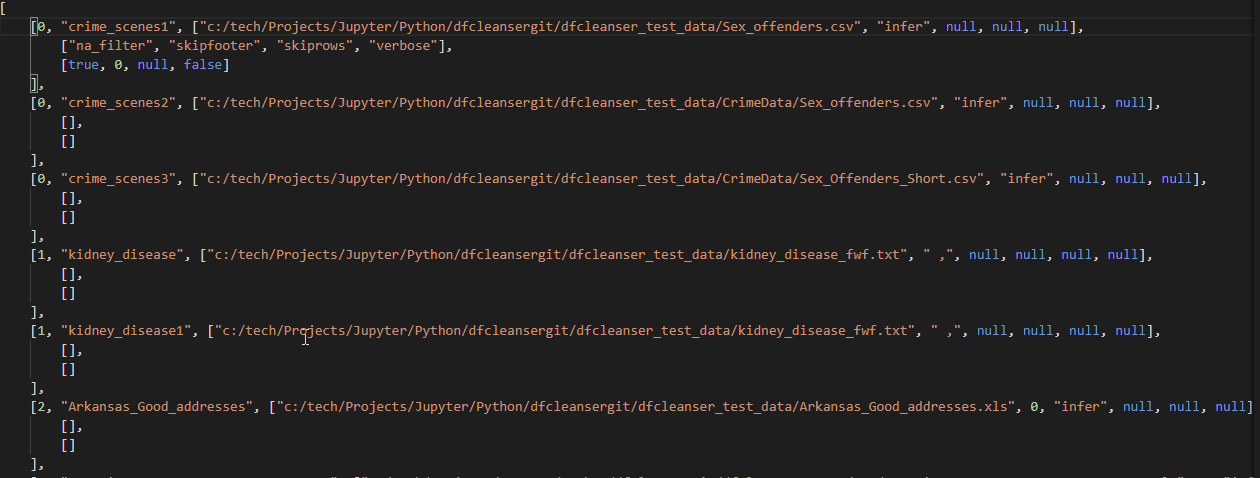 [
[0, "crime_scenes1", ["c:/tech/Projects/Jupyter/Python/dfcleansergit/dfcleanser_test_data/Sex_offenders.csv", "infer", null, null, null],
["na_filter", "skipfooter", "skiprows", "verbose"],
[true, 0, null, false]
],
[0, "crime_scenes2", ["c:/tech/Projects/Jupyter/Python/dfcleansergit/dfcleanser_test_data/CrimeData/Sex_offenders.csv", "infer", null, null, null],
[],
[]
],
[0, "crime_scenes3", ["c:/tech/Projects/Jupyter/Python/dfcleansergit/dfcleanser_test_data/CrimeData/Sex_Offenders_Short.csv", "infer", null, null, null],
[],
[]
],
[1, "kidney_disease", ["c:/tech/Projects/Jupyter/Python/dfcleansergit/dfcleanser_test_data/kidney_disease_fwf.txt", " ,", null, null, null, null],
[],
[]
],
[1, "kidney_disease1", ["c:/tech/Projects/Jupyter/Python/dfcleansergit/dfcleanser_test_data/kidney_disease_fwf.txt", " ,", null, null, null, null],
[],
[]
],
[2, "Arkansas_Good_addresses", ["c:/tech/Projects/Jupyter/Python/dfcleansergit/dfcleanser_test_data/Arkansas_Good_addresses.xls", 0, "infer", null, null, null]
[],
[]
],